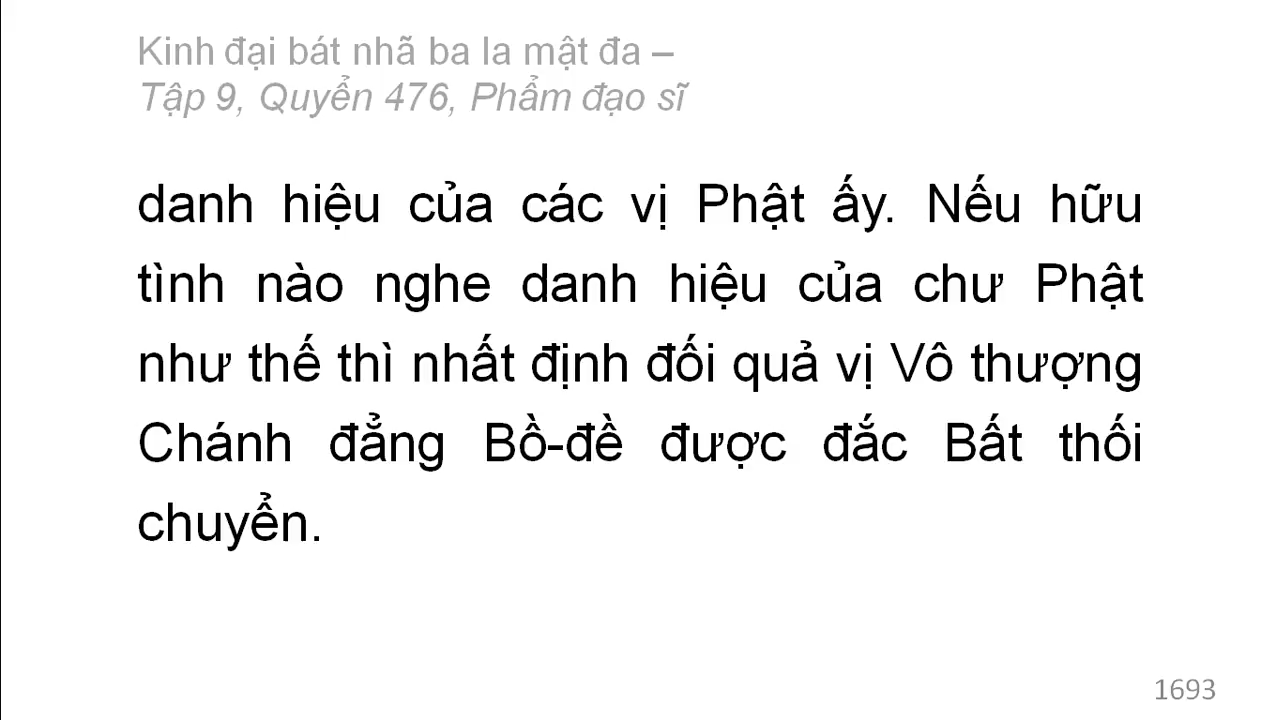 Kinh đại bát nhã ba la mật đa –
Tập 9, Quyển 476, Phẩm đạo sĩ
danh hiệu của các vị Phật ấy. Nếu hữu
tình nào nghe danh hiệu của chư Phật
như thế thì nhất định đối quả vị Vô thượng
Chánh đẳng Bồ-đề được đắc Bất thối
chuyển.
1693